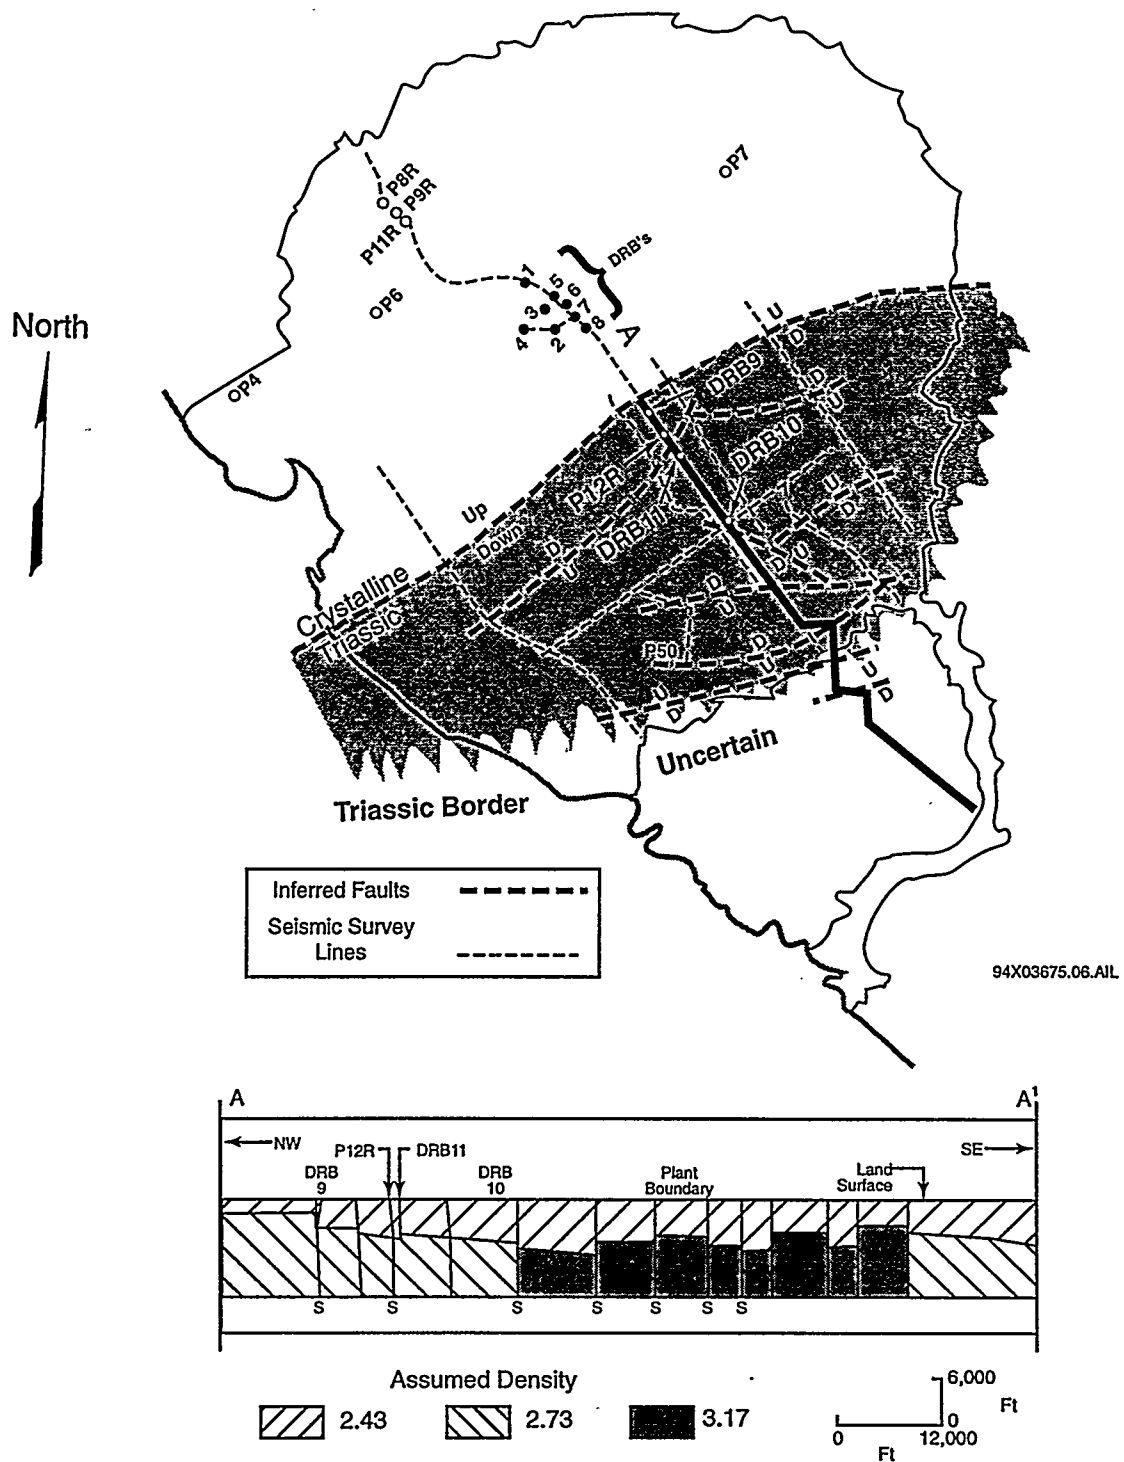 OP7
P8R
P9R
P11R
DRB's
1
5
6
OP6
3
7
8
4
2
A
North
U
D
DRB9
OP4
D
U
DRB10
P12R
Up
Down
U
D
D
U
DRB11
U
D
Crystalline
Triassic
D
U
P50
D
U
U
D
U
D
Uncertain
Triassic Border
Inferred Faults
Seismic Survey
Lines
94X03675.06.AIL
A
A1
NW
P12R
DRB11
SE
DRB
9
DRB
10
Plant
Boundary
Land
Surface
S
S
S
S
S
S
S
Assumed Density
2.43
2.73
3.17
6,000
0
Ft
0
12,000
Ft